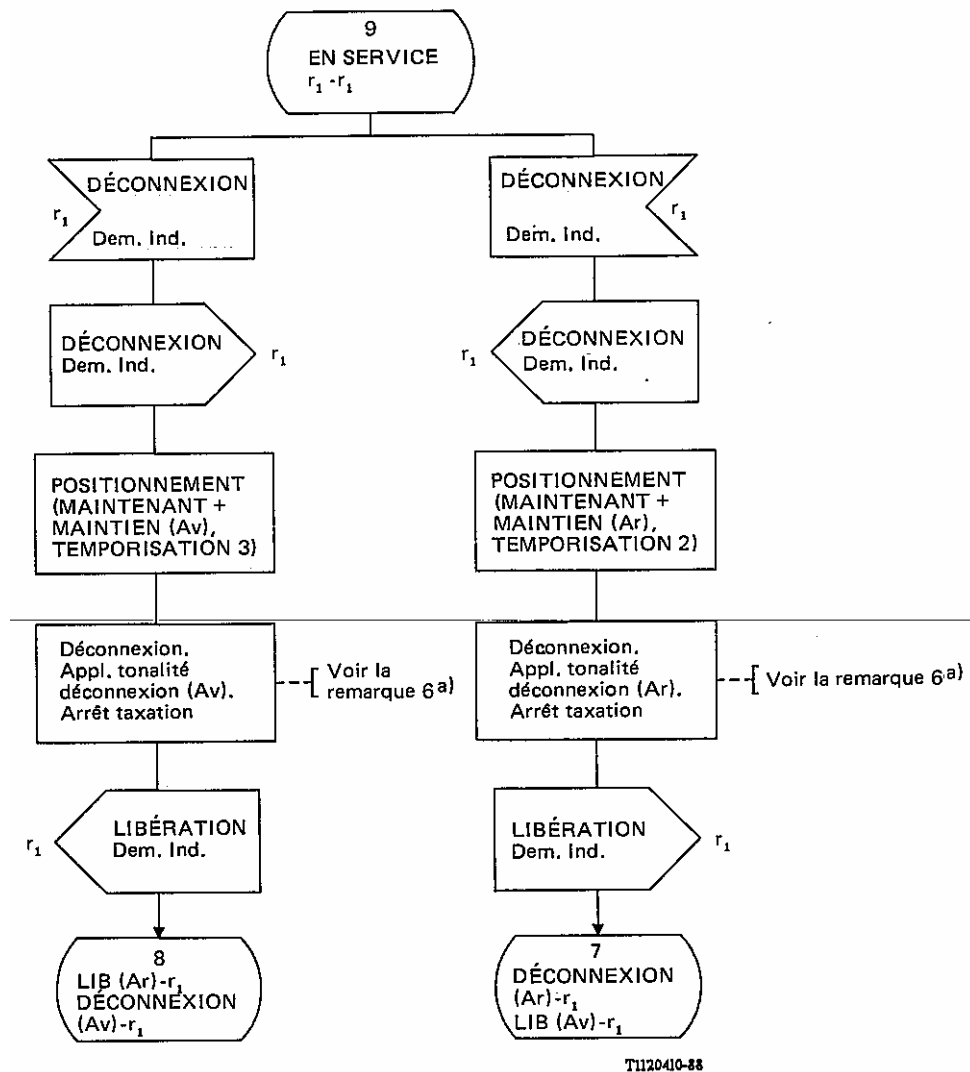 9
EN SERVICE
r₁ -r₁
DÉCONNEXION
r₁
Dem. Ind.
DÉCONNEXION
r₁
Dem. Ind.
DÉCONNEXION
Dem. Ind.
r₁
DÉCONNEXION
r₁
Dem. Ind.
POSITIONNEMENT
(MAINTENANT +
MAINTIEN (Av),
TEMPORISATION 3)
POSITIONNEMENT
(MAINTENANT +
MAINTIEN (Ar),
TEMPORISATION 2)
Déconnexion.
Appl. tonalité
déconnexion (Av).
Arrêt taxation
Voir la
remarque 6 a)
Déconnexion.
Appl. tonalité
déconnexion (Ar).
Arrêt taxation
Voir la remarque 6 a)
LIBÉRATION
r₁
Dem. Ind.
LIBÉRATION
Dem. Ind.
r₁
8
LIB (Ar)-r₁
DÉCONNEXION
(Av)-r₁
7
DÉCONNEXION
(Ar)-r₁
LIB (Av)-r₁
T1120410-88